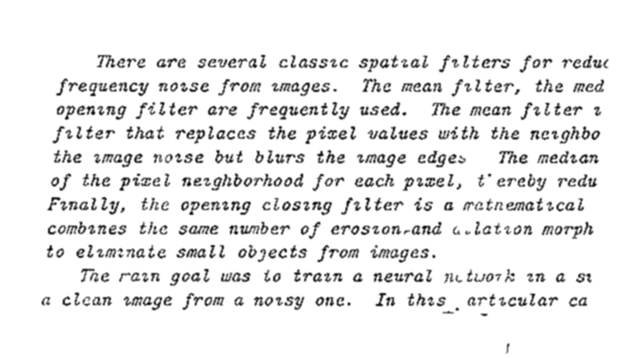 There are several classic spatial filters for reduc
frequency noise from images. The mean filter, the med
opening filter are frequently used. The mean filter i
filter that replaces the pixel values with the neighbo
the image noise but blurs the image edges The median
of the pixel neighborhood for each pixel, t ereby redu
Finally, the opening closing filter is a mathematical
combines the same number of erosion and dilation morph
to eliminate small objects from images.
The main goal was to train a neural network in a si
a clean image from a noisy one. In this articular ca